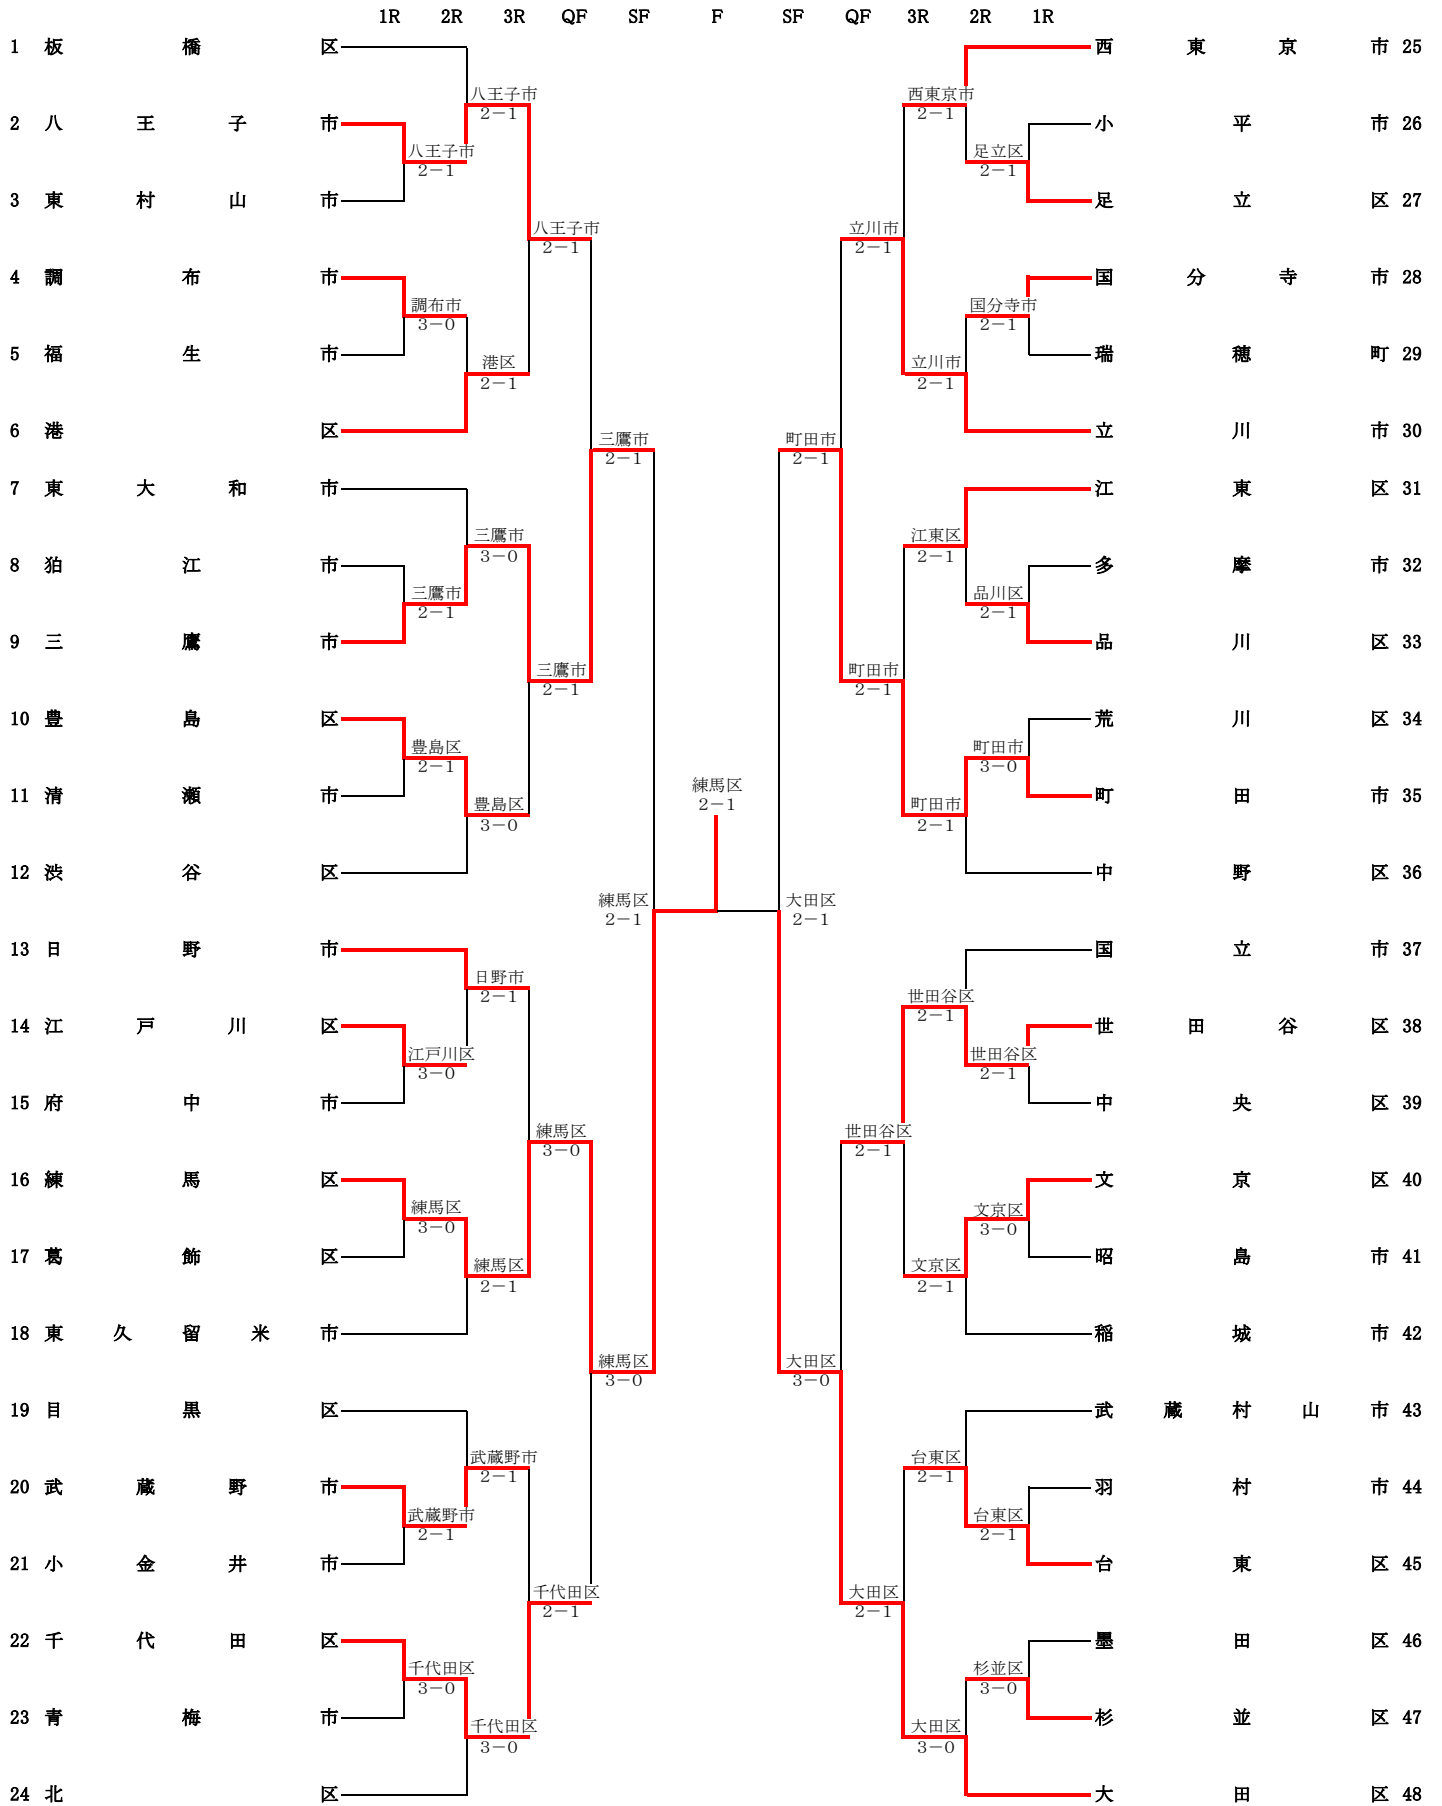 1R 2R 3R QF SF F SF QF 3R 2R 1R
1 板橋区 西東京市 25
八王子市 西東京市
2－1 2－1
2 八王子市 小平市 26
八王子市 足立区
2－1 2－1
3 東村山市 足立区 27
八王子市 立川市
2－1 2－1
4 調布市 国分寺市 28
調布市 国分寺市
3－0 2－1
5 福生市 瑞穂町 29
港区 立川市
2－1 2－1
6 港区 立川市 30
三鷹市 町田市
2－1 2－1
7 東大和市 江東区 31
三鷹市 江東区
3－0 2－1
8 狛江市 多摩市 32
三鷹市 品川区
2－1 2－1
9 三鷹市 品川区 33
三鷹市 町田市
2－1 2－1
10 豊島区 荒川区 34
豊島区 町田市
2－1 3－0
11 清瀬市 練馬区 町田市 35
豊島区 2－1 町田市
3－0 2－1
12 渋谷区 中野区 36
練馬区 大田区
2－1 2－1
13 日野市 国立市 37
日野市 世田谷区
2－1 2－1
14 江戸川区 世田谷区 38
江戸川区 世田谷区
3－0 2－1
15 府中市 中央区 39
練馬区 世田谷区
3－0 2－1
16 練馬区 文京区 40
練馬区 文京区
3－0 3－0
17 葛飾区 昭島市 41
練馬区 文京区
2－1 2－1
18 東久留米市 稲城市 42
練馬区 大田区
3－0 3－0
19 目黒区 武蔵村山市 43
武蔵野市 台東区
2－1 2－1
20 武蔵野市 羽村市 44
武蔵野市 台東区
2－1 2－1
21 小金井市 台東区 45
千代田区 大田区
2－1 2－1
22 千代田区 墨田区 46
千代田区 杉並区
3－0 3－0
23 青梅市 杉並区 47
千代田区 大田区
3－0 3－0
24 北区 大田区 48